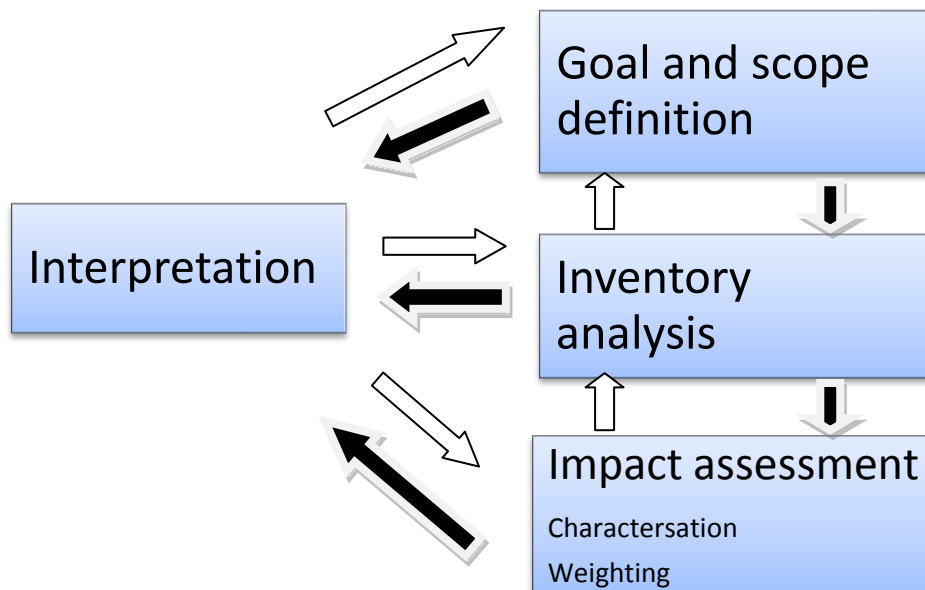 Goal and scope
definition
Interpretation
Inventory
analysis
Impact assessment
Charactersation
Weighting